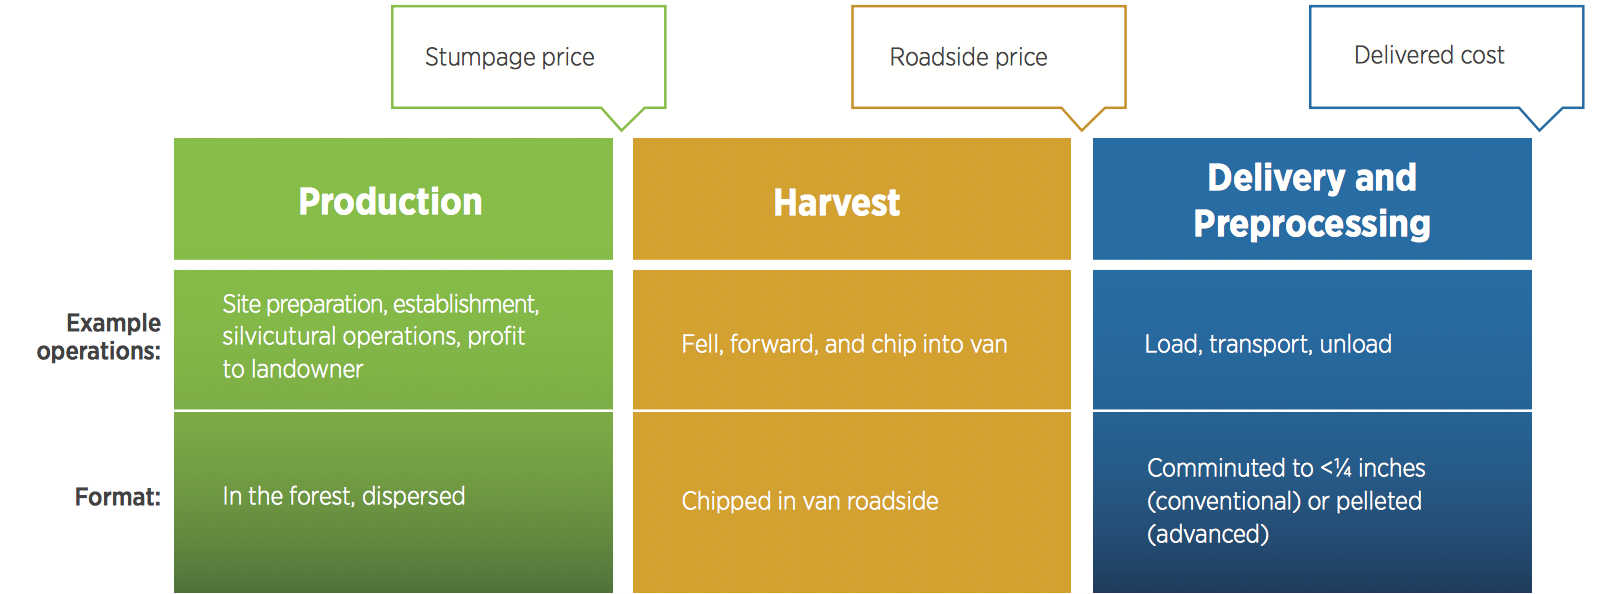 Stumpage price
Roadside price
Delivered cost
Production
Harvest
Delivery and
Preprocessing
Example
operations:
Site preparation, establishment,
silvicutural operations, profit
to landowner
Fell, forward, and chip into van
Load, transport, unload
Format:
In the forest, dispersed
Chipped in van roadside
Comminuted to <¼ inches
(conventional) or pelleted
(advanced)